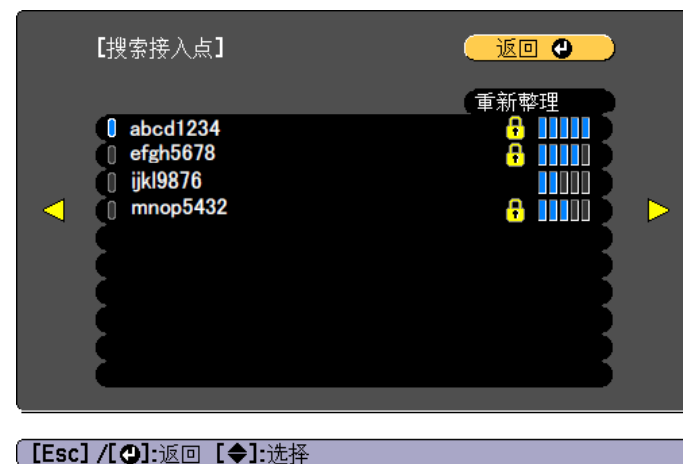 【搜索接入点】
返回
重新整理
abcd1234
efgh5678
ijkl9876
mnop5432
[Esc] /[]:返回 []:选择